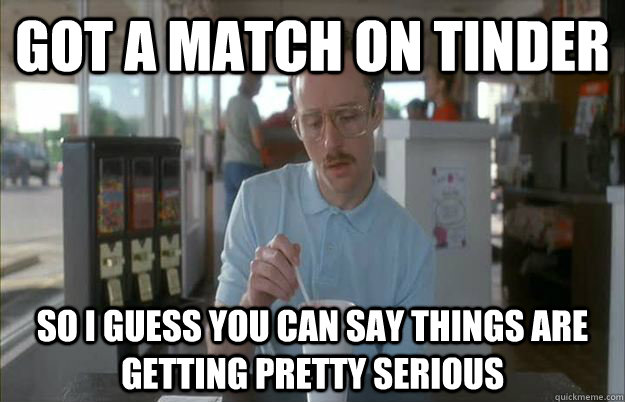 GOT A MATCH ON TINDER
SO I GUESS YOU CAN SAY THINGS ARE
GETTING PRETTY SERIOUS
quickmeme.com